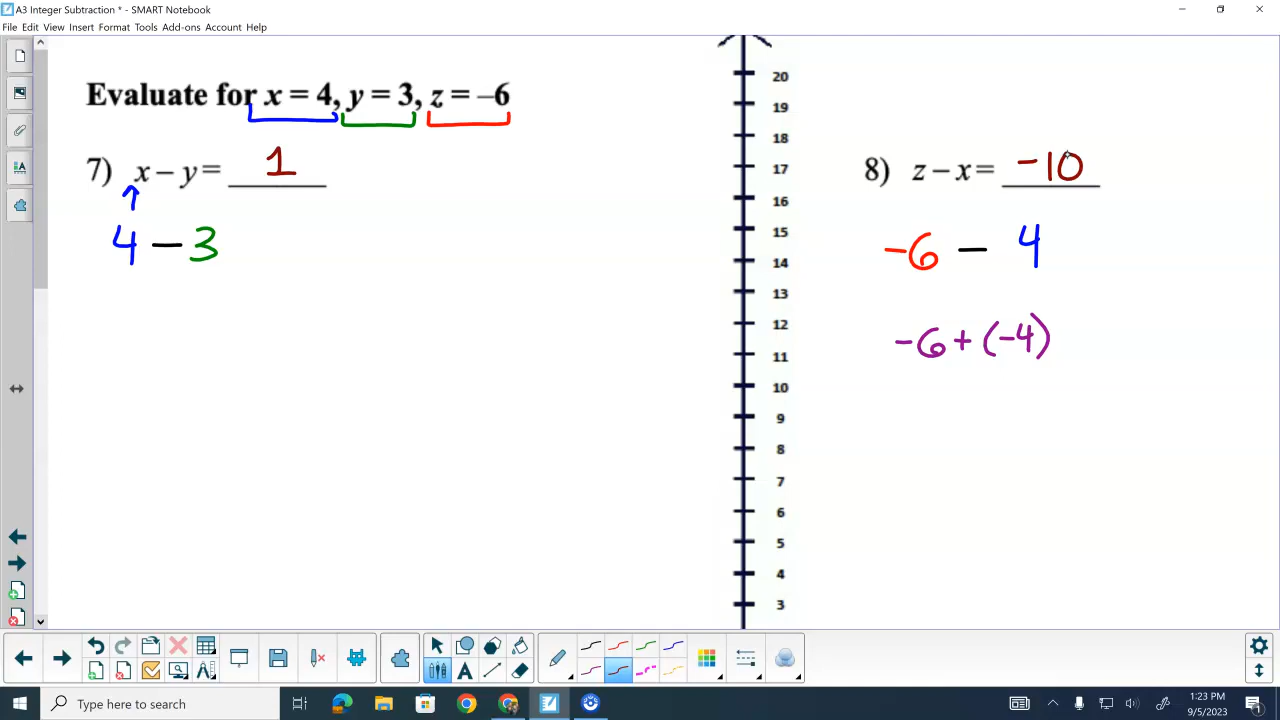 A3 Integer Subtraction * - SMART Notebook
File Edit View Insert Format Tools Add-ons Account Help
Evaluate for x = 4, y = 3, z = –6
7) x – y = 1
4 – 3
8) z – x = -10
-6 – 4
-6 + (-4)
20
19
18
17
16
15
14
13
12
11
10
9
8
7
6
5
4
3
Type here to search
1:23 PM
9/5/2023
1